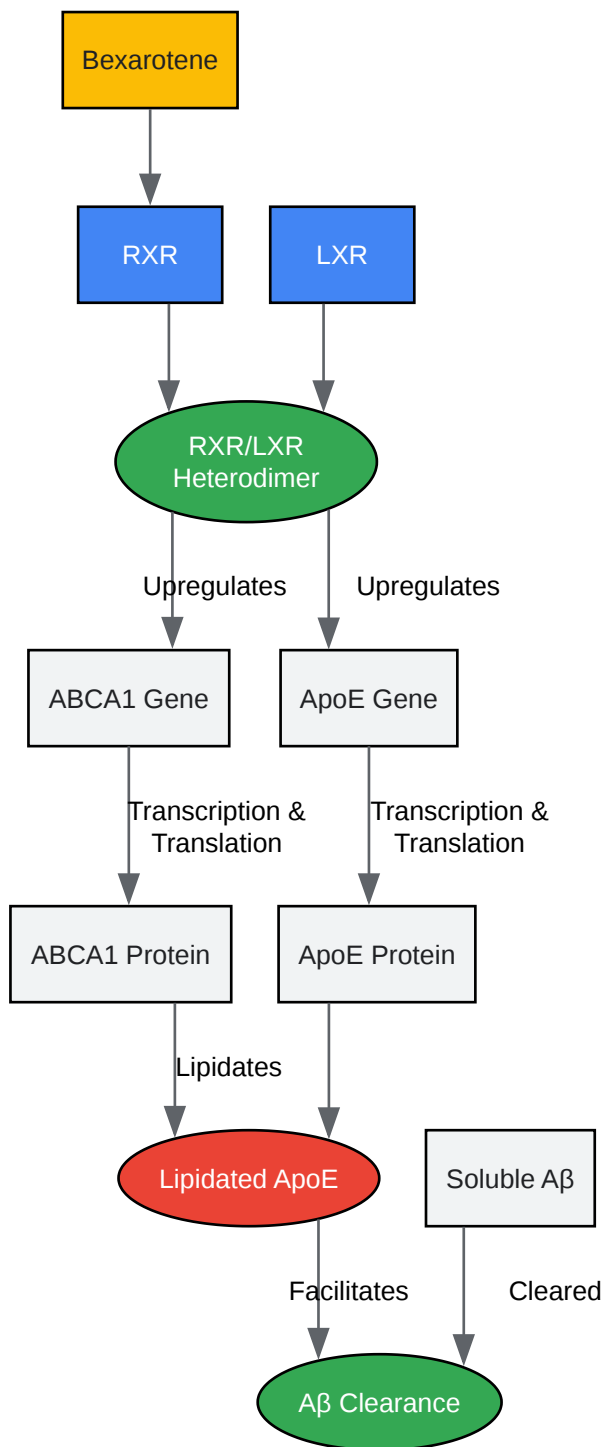 Bexarotene
RXR
LXR
RXR/LXR
Heterodimer
Upregulates
Upregulates
ABCA1 Gene
ApoE Gene
Transcription &
Translation
Transcription &
Translation
ABCA1 Protein
ApoE Protein
Lipidates
Lipidated ApoE
Soluble Aβ
Facilitates
Cleared
Aβ Clearance